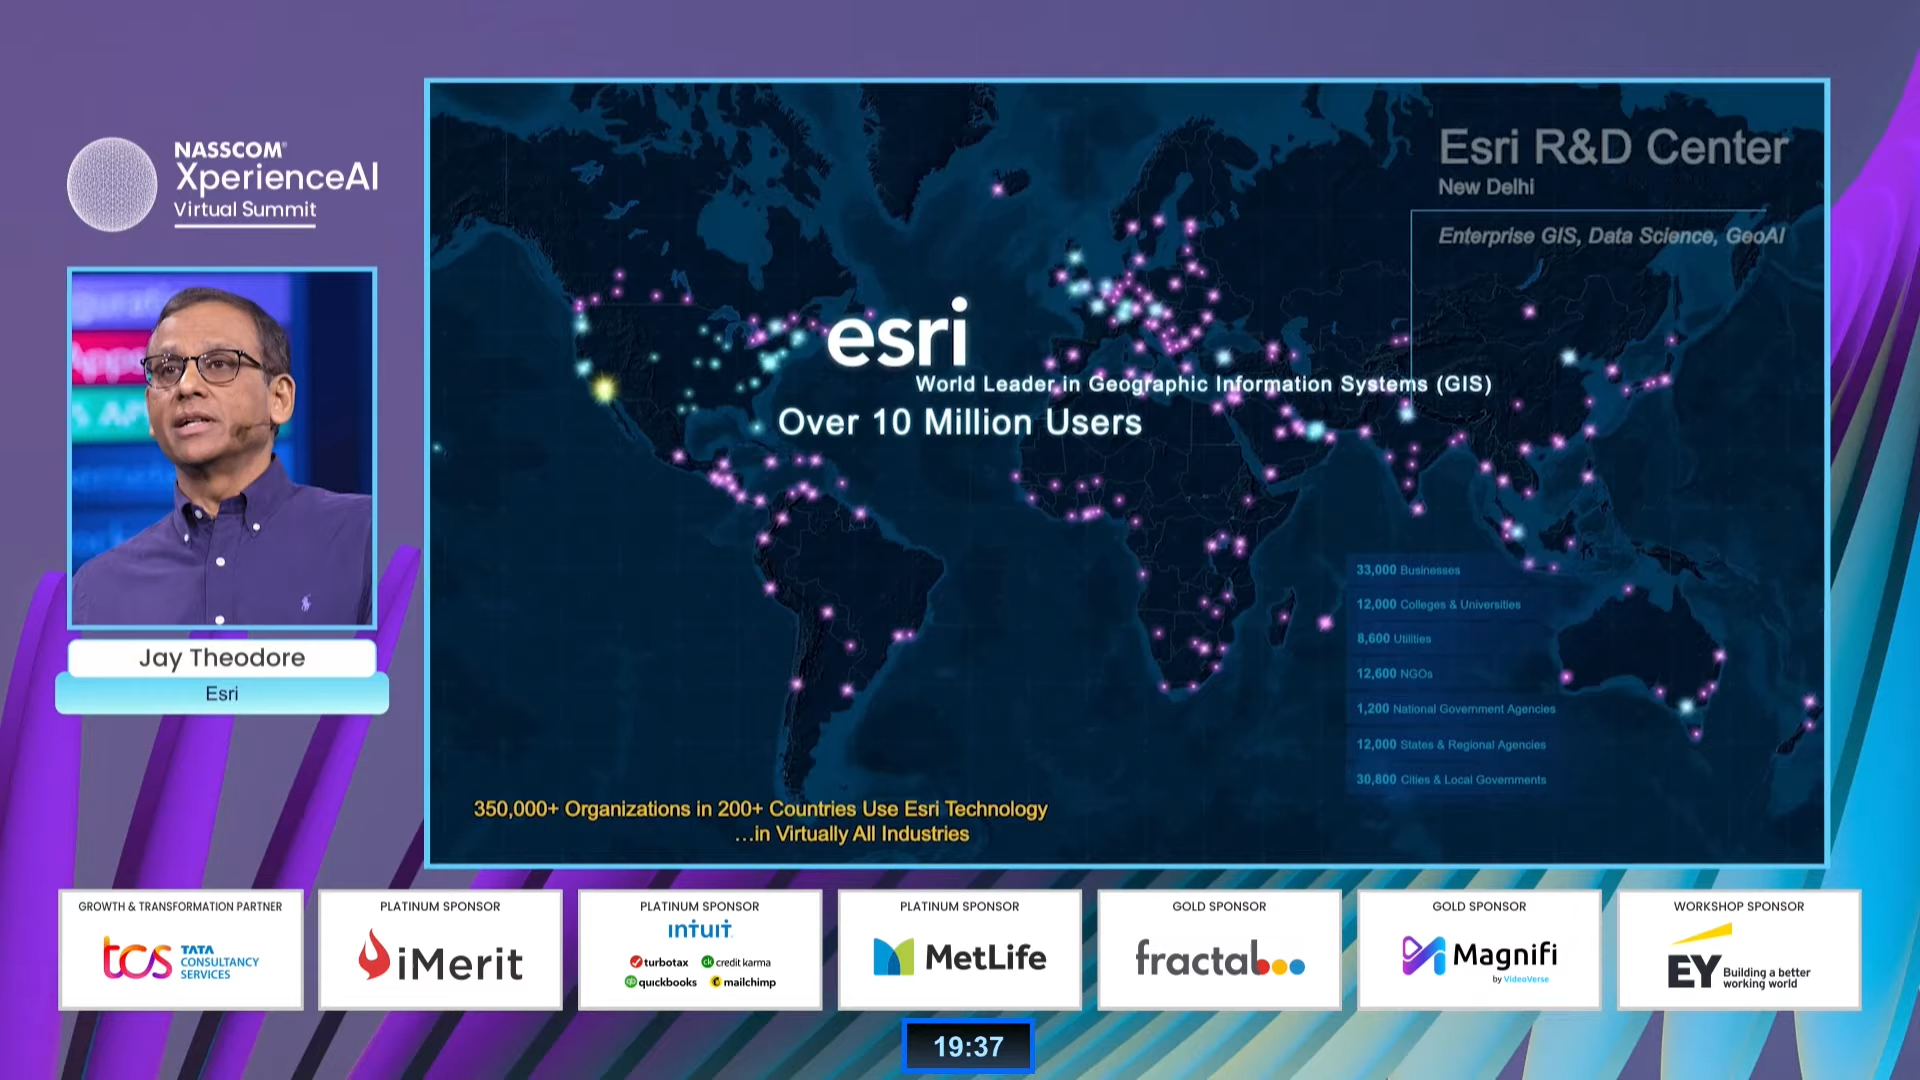 NASSCOM®
XperienceAI
Virtual Summit
Jay Theodore
Esri
Esri R&D Center
New Delhi
Enterprise GIS, Data Science, GeoAI
esri
World Leader in Geographic Information Systems (GIS)
Over 10 Million Users
33,000 Businesses
12,000 Colleges & Universities
8,600 Utilities
12,600 NGOs
1,200 National Government Agencies
12,000 States & Regional Agencies
30,800 Cities & Local Governments
350,000+ Organizations in 200+ Countries Use Esri Technology
...in Virtually All Industries
GROWTH & TRANSFORMATION PARTNER
tcs TATA
CONSULTANCY
SERVICES
PLATINUM SPONSOR
iMerit
PLATINUM SPONSOR
intuit
turbotax ck credit karma
qb quickbooks mailchimp
PLATINUM SPONSOR
MetLife
GOLD SPONSOR
fractal
GOLD SPONSOR
Magnifi
by VideoVerse
WORKSHOP SPONSOR
EY Building a better
working world
19:37